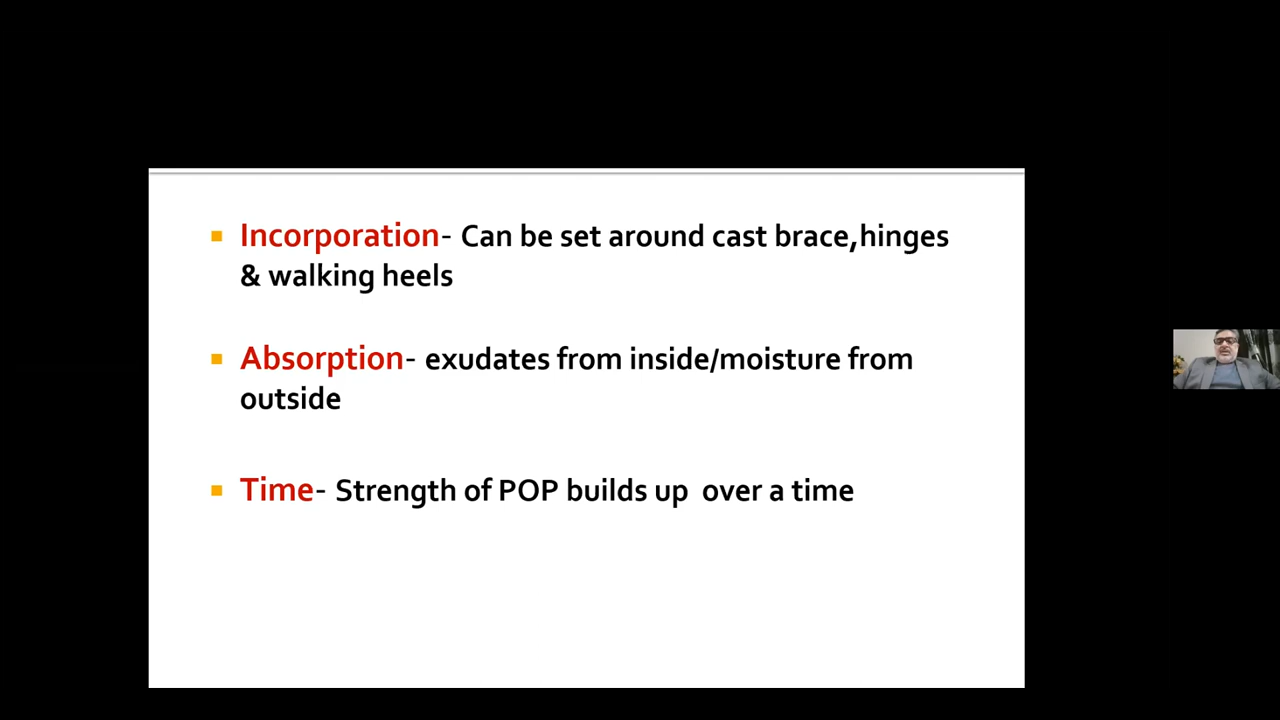 Incorporation- Can be set around cast brace,hinges
& walking heels
Absorption- exudates from inside/moisture from
outside
Time- Strength of POP builds up over a time